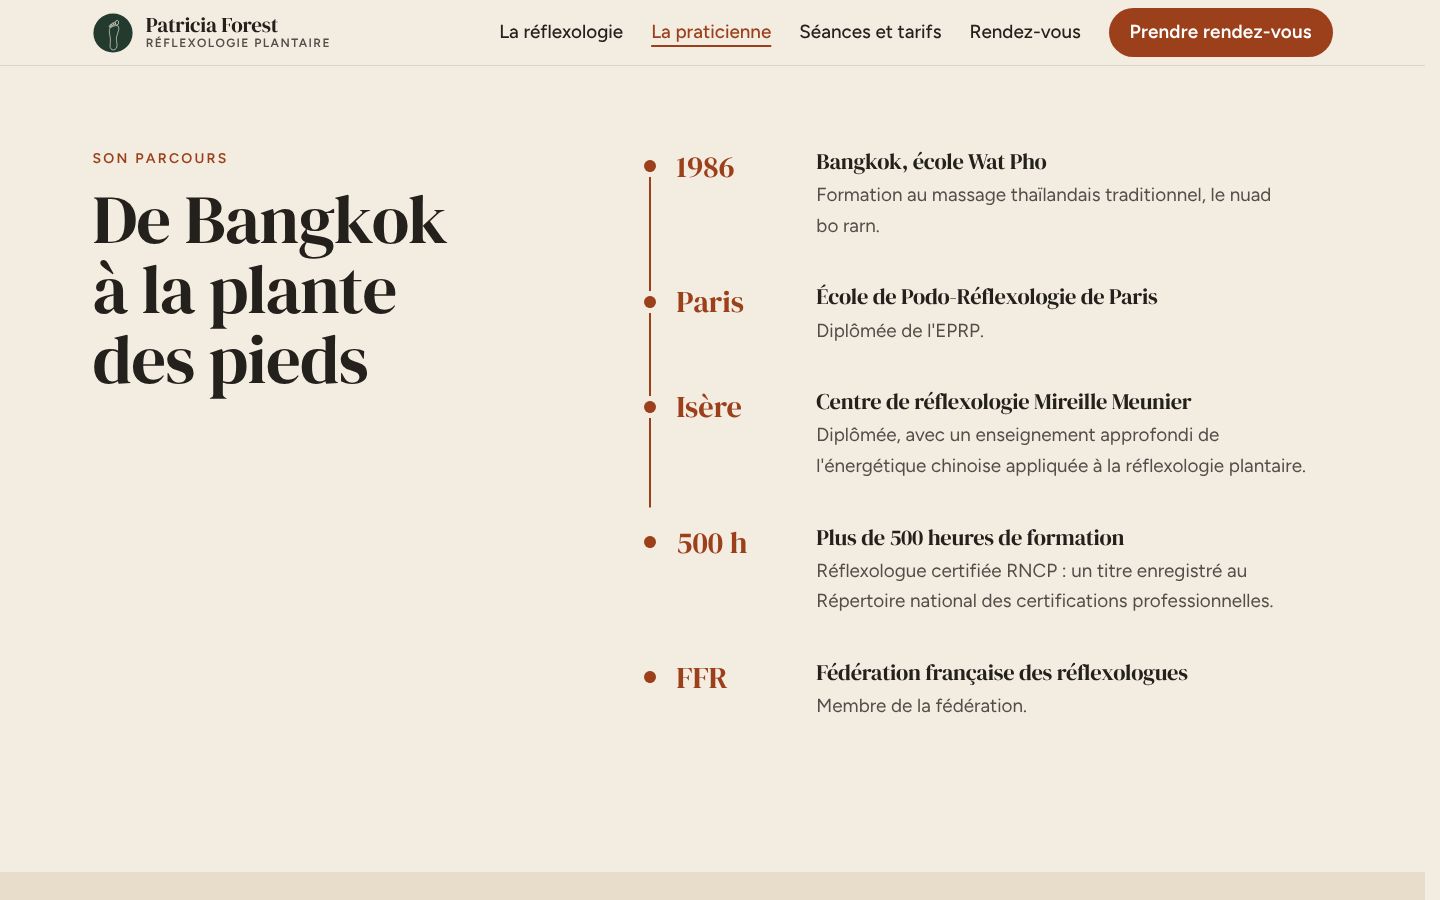 Patricia Forest
RÉFLEXOLOGIE PLANTAIRE
La réflexologie
La praticienne
Séances et tarifs
Rendez-vous
Prendre rendez-vous
SON PARCOURS
De Bangkok
à la plante
des pieds
1986
Bangkok, école Wat Pho
Formation au massage thaïlandais traditionnel, le nuad
bo rarn.
Paris
École de Podo-Réflexologie de Paris
Diplômée de l'EPRP.
Isère
Centre de réflexologie Mireille Meunier
Diplômée, avec un enseignement approfondi de
l'énergétique chinoise appliquée à la réflexologie plantaire.
500 h
Plus de 500 heures de formation
Réflexologue certifiée RNCP : un titre enregistré au
Répertoire national des certifications professionnelles.
FFR
Fédération française des réflexologues
Membre de la fédération.